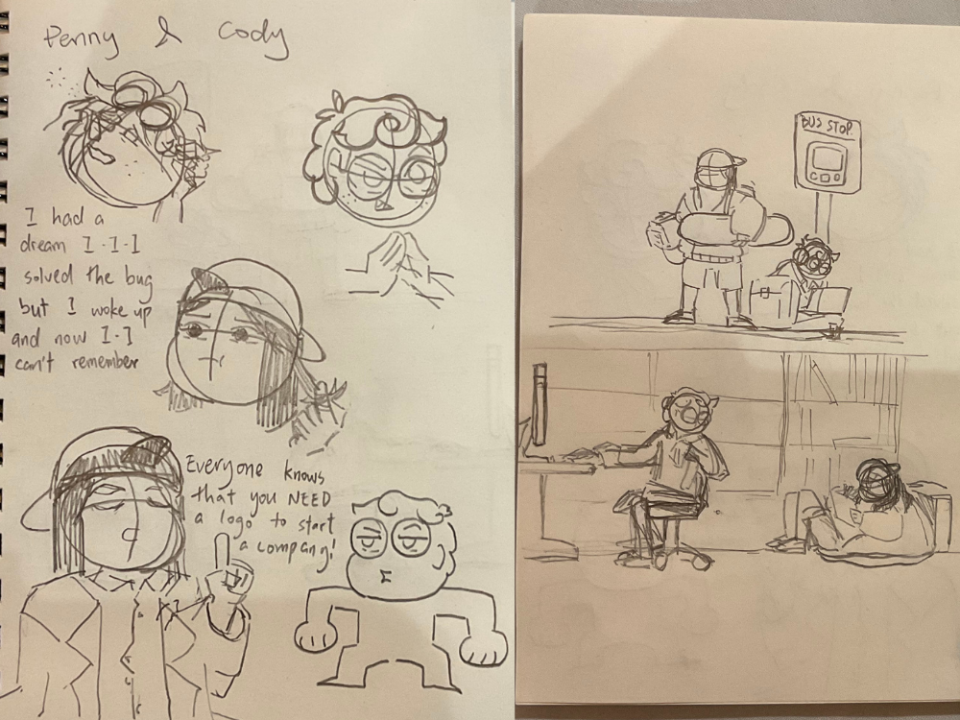 Penny & Cody
I had a
dream I-I-I
solved the bug
but I woke up
and now I-I
can't remember
Everyone knows
that you NEED
a logo to start
a company!
BUS STOP